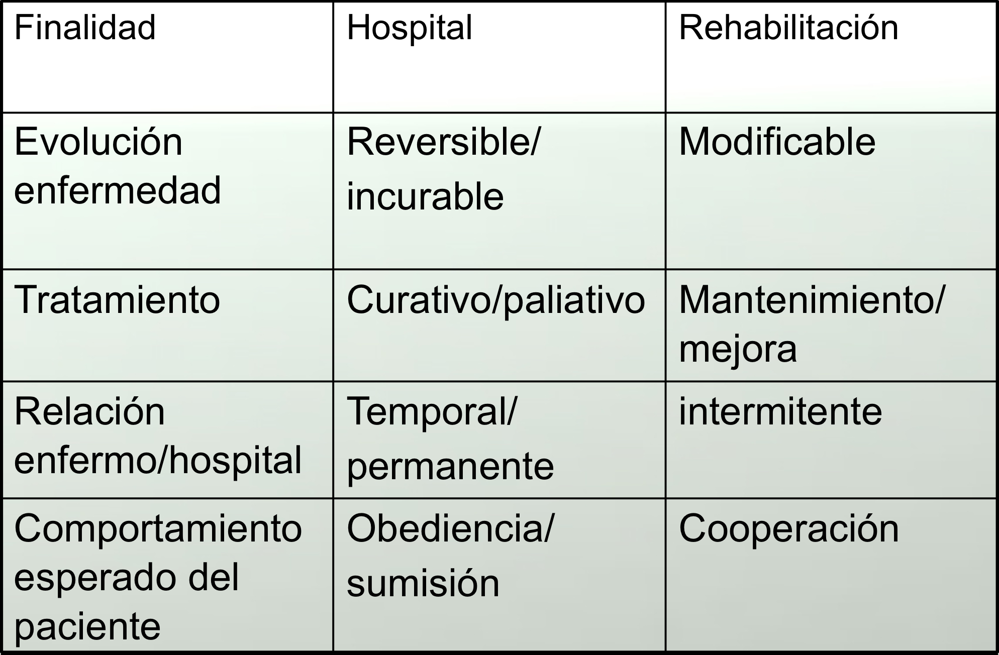 Finalidad
Hospital
Rehabilitación
Evolución
enfermedad
Reversible/
incurable
Modificable
Tratamiento
Curativo/paliativo
Mantenimiento/
mejora
Relación
enfermo/hospital
Temporal/
permanente
intermitente
Comportamiento
esperado del
paciente
Obediencia/
sumisión
Cooperación